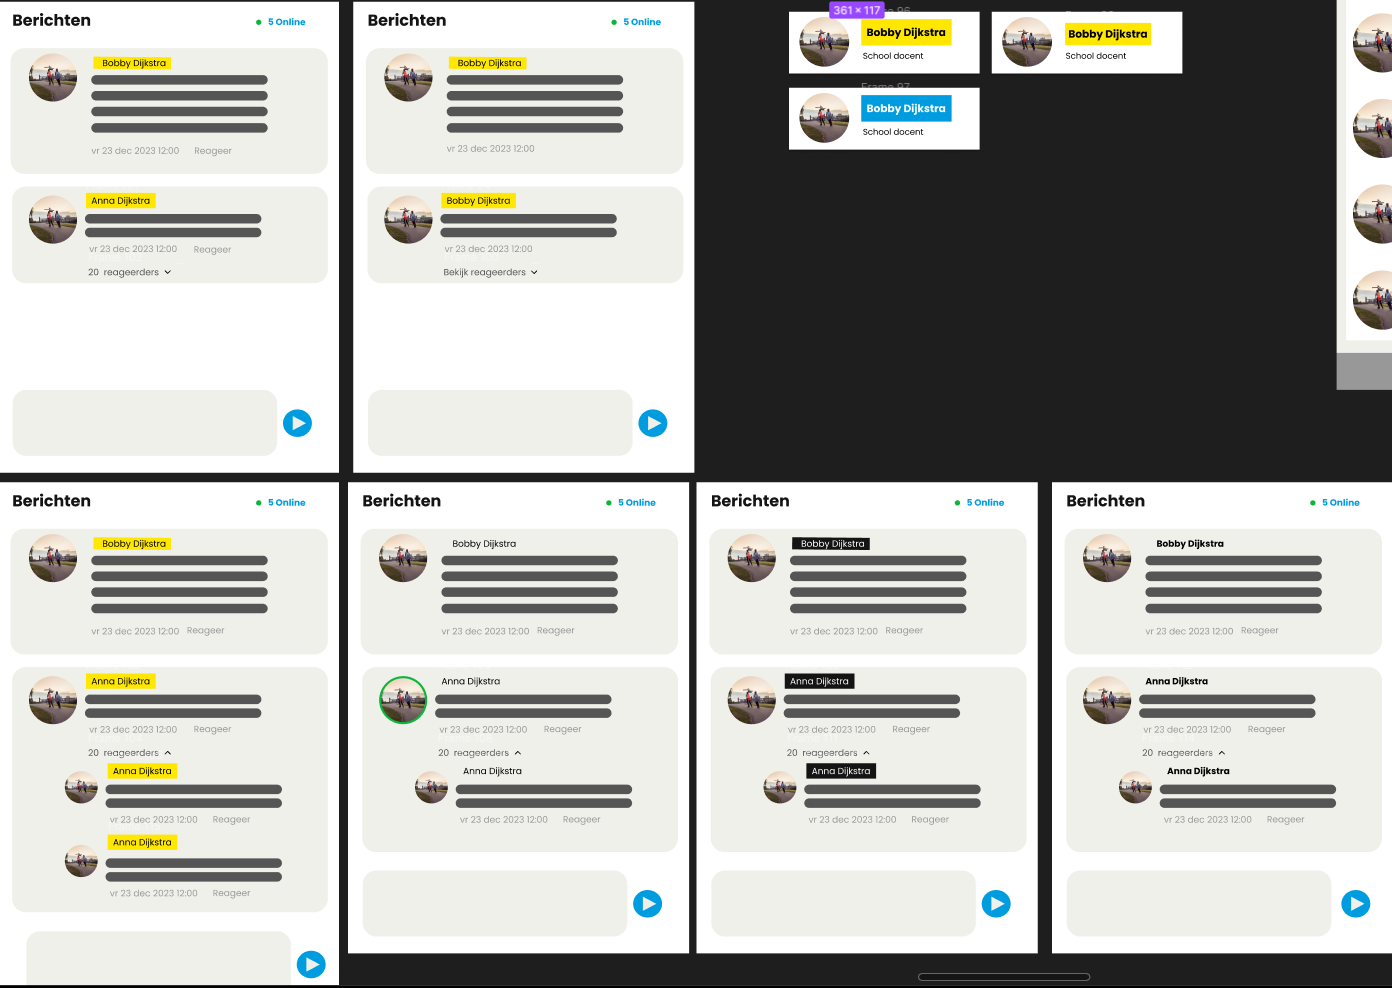 Berichten
5 Online
Bobby Dijkstra
vr 23 dec 2023 12:00 Reageer
Anna Dijkstra
vr 23 dec 2023 12:00 Reageer
20 reageerders
Berichten
5 Online
Bobby Dijkstra
vr 23 dec 2023 12:00
Bobby Dijkstra
vr 23 dec 2023 12:00
Bekijk reageerders
361 × 117
96
Bobby Dijkstra
School docent
Bobby Dijkstra
School docent
Frame 97
Bobby Dijkstra
School docent
Berichten
5 Online
Bobby Dijkstra
vr 23 dec 2023 12:00 Reageer
Anna Dijkstra
vr 23 dec 2023 12:00 Reageer
20 reageerders
Anna Dijkstra
vr 23 dec 2023 12:00 Reageer
Anna Dijkstra
vr 23 dec 2023 12:00 Reageer
Berichten
5 Online
Bobby Dijkstra
vr 23 dec 2023 12:00 Reageer
Anna Dijkstra
vr 23 dec 2023 12:00 Reageer
20 reageerders
Anna Dijkstra
vr 23 dec 2023 12:00 Reageer
Berichten
5 Online
Bobby Dijkstra
vr 23 dec 2023 12:00 Reageer
Anna Dijkstra
vr 23 dec 2023 12:00 Reageer
20 reageerders
Anna Dijkstra
vr 23 dec 2023 12:00 Reageer
Berichten
5 Online
Bobby Dijkstra
vr 23 dec 2023 12:00 Reageer
Anna Dijkstra
vr 23 dec 2023 12:00 Reageer
20 reageerders
Anna Dijkstra
vr 23 dec 2023 12:00 Reageer